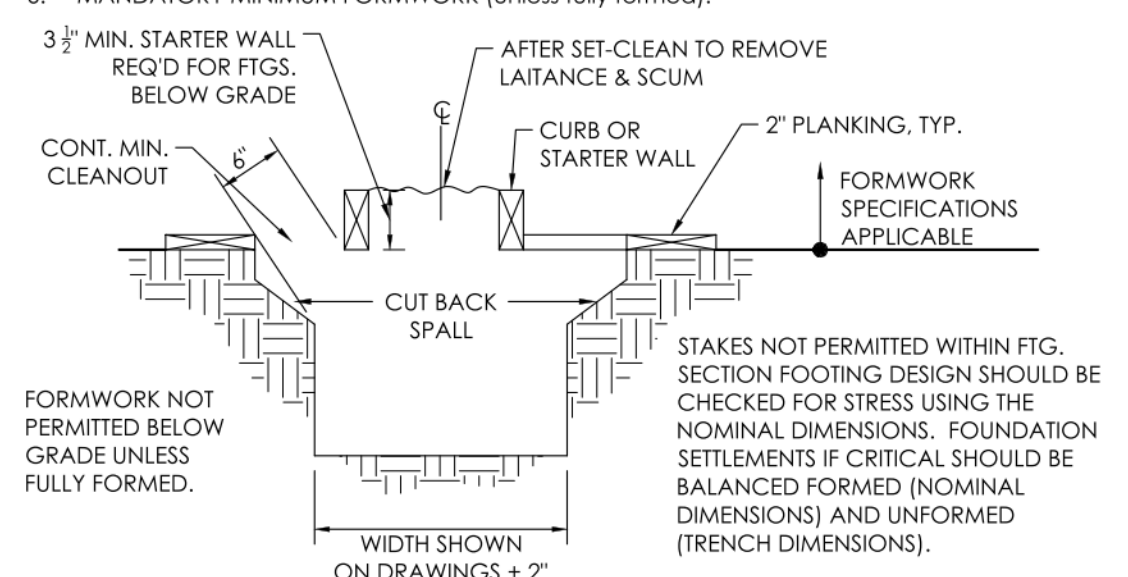 MANDATORY MINIMUM FORMWORK (unless fully formed):
3 1/2" MIN. STARTER WALL
REQ'D FOR FTGS.
BELOW GRADE
AFTER SET-CLEAN TO REMOVE
LAITANCE & SCUM
℄
CURB OR
STARTER WALL
2" PLANKING, TYP.
CONT. MIN.
CLEANOUT
6"
FORMWORK
SPECIFICATIONS
APPLICABLE
CUT BACK
SPALL
FORMWORK NOT
PERMITTED BELOW
GRADE UNLESS
FULLY FORMED.
STAKES NOT PERMITTED WITHIN FTG.
SECTION FOOTING DESIGN SHOULD BE
CHECKED FOR STRESS USING THE
NOMINAL DIMENSIONS. FOUNDATION
SETTLEMENTS IF CRITICAL SHOULD BE
BALANCED FORMED (NOMINAL
DIMENSIONS) AND UNFORMED
(TRENCH DIMENSIONS).
WIDTH SHOWN
ON DRAWINGS + 2"